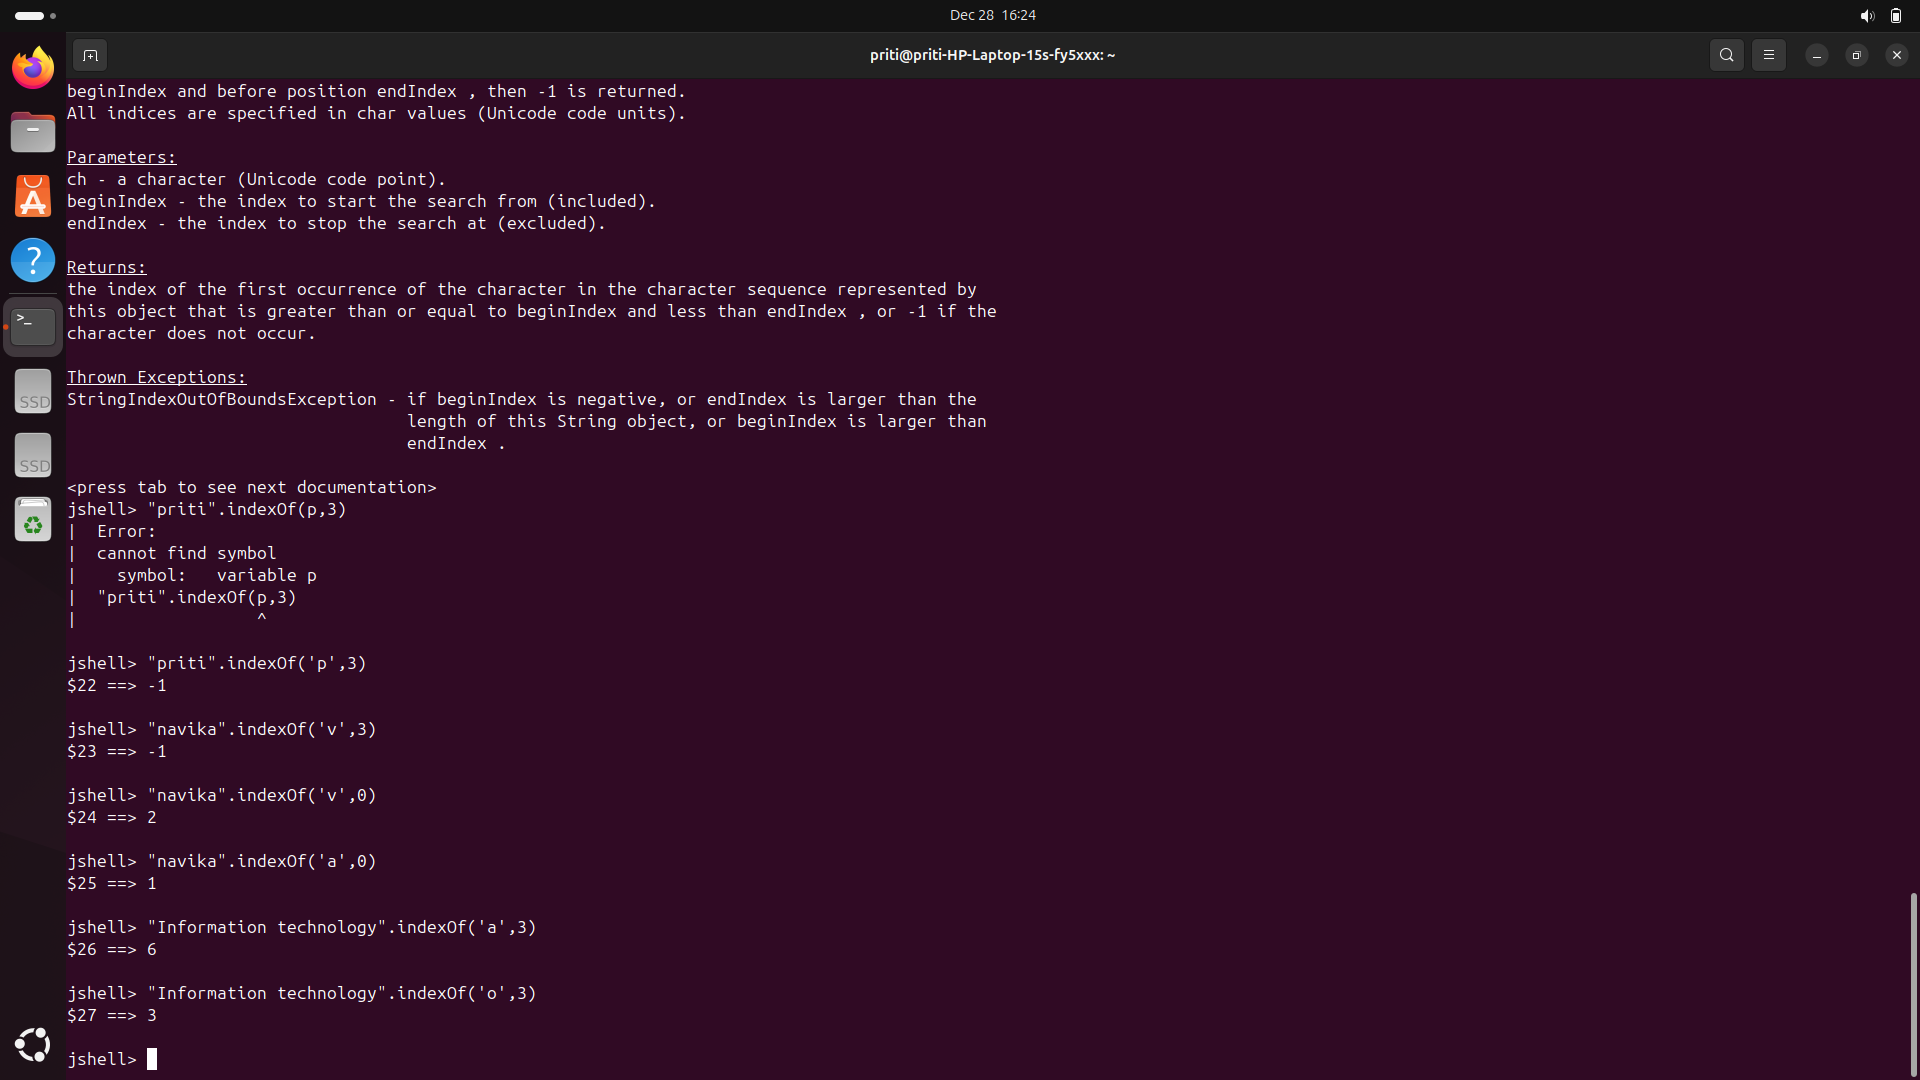 Dec 28 16:24
priti@priti-HP-Laptop-15s-fy5xxx: ~
beginIndex and before position endIndex , then -1 is returned.
All indices are specified in char values (Unicode code units).
Parameters:
ch - a character (Unicode code point).
beginIndex - the index to start the search from (included).
endIndex - the index to stop the search at (excluded).
Returns:
the index of the first occurrence of the character in the character sequence represented by
this object that is greater than or equal to beginIndex and less than endIndex , or -1 if the
character does not occur.
Thrown Exceptions:
StringIndexOutOfBoundsException - if beginIndex is negative, or endIndex is larger than the
length of this String object, or beginIndex is larger than
endIndex .
<press tab to see next documentation>
jshell> "priti".indexOf(p,3)
|  Error:
|  cannot find symbol
|    symbol:   variable p
|  "priti".indexOf(p,3)
|                  ^
jshell> "priti".indexOf('p',3)
$22 ==> -1
jshell> "navika".indexOf('v',3)
$23 ==> -1
jshell> "navika".indexOf('v',0)
$24 ==> 2
jshell> "navika".indexOf('a',0)
$25 ==> 1
jshell> "Information technology".indexOf('a',3)
$26 ==> 6
jshell> "Information technology".indexOf('o',3)
$27 ==> 3
jshell>
>_
SSD
SSD